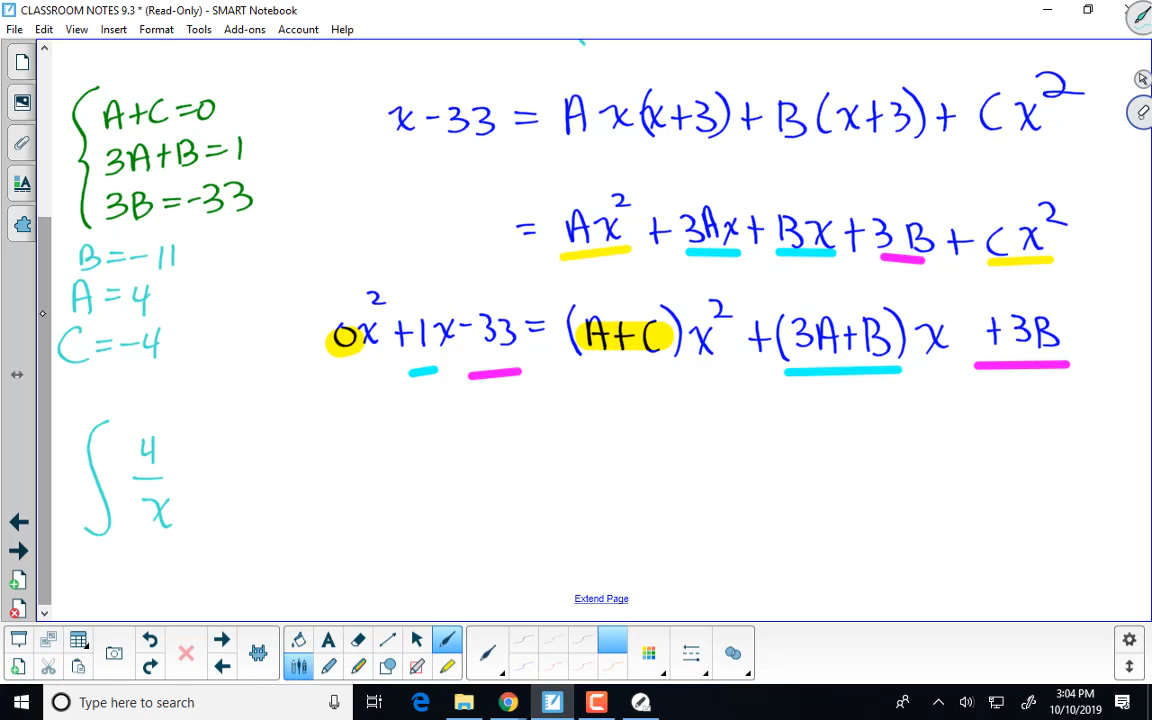 CLASSROOM NOTES 9.3 * (Read-Only) - SMART Notebook
File Edit View Insert Format Tools Add-ons Account Help
A+C=0
3A+B=1
3B=-33
B=-11
A=4
C=-4
x-33 = Ax(x+3)+B(x+3)+Cx²
= Ax²+3Ax+Bx+3B+Cx²
0x²+1x-33=(A+C)x²+(3A+B)x+3B
∫ 4/x
Extend Page
Type here to search
3:04 PM
10/10/2019